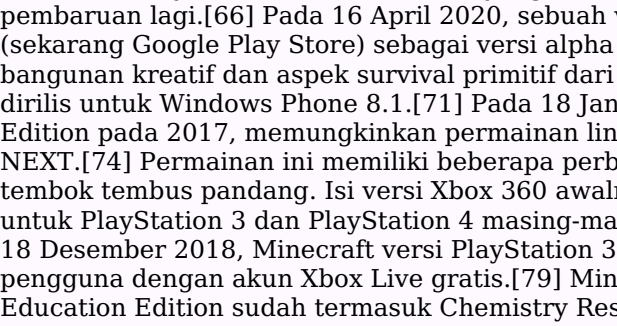 pembaruan lagi.[66] Pada 16 April 2020, sebuah
(sekarang Google Play Store) sebagai versi alpha
bangunan kreatif dan aspek survival primitif dari
dirilis untuk Windows Phone 8.1.[71] Pada 18 Jan
Edition pada 2017, memungkinkan permainan lin
NEXT.[74] Permainan ini memiliki beberapa perb
tembok tembus pandang. Isi versi Xbox 360 awal
untuk PlayStation 3 dan PlayStation 4 masing-ma
18 Desember 2018, Minecraft versi PlayStation 3
pengguna dengan akun Xbox Live gratis.[79] Min
Education Edition sudah termasuk Chemistry Res